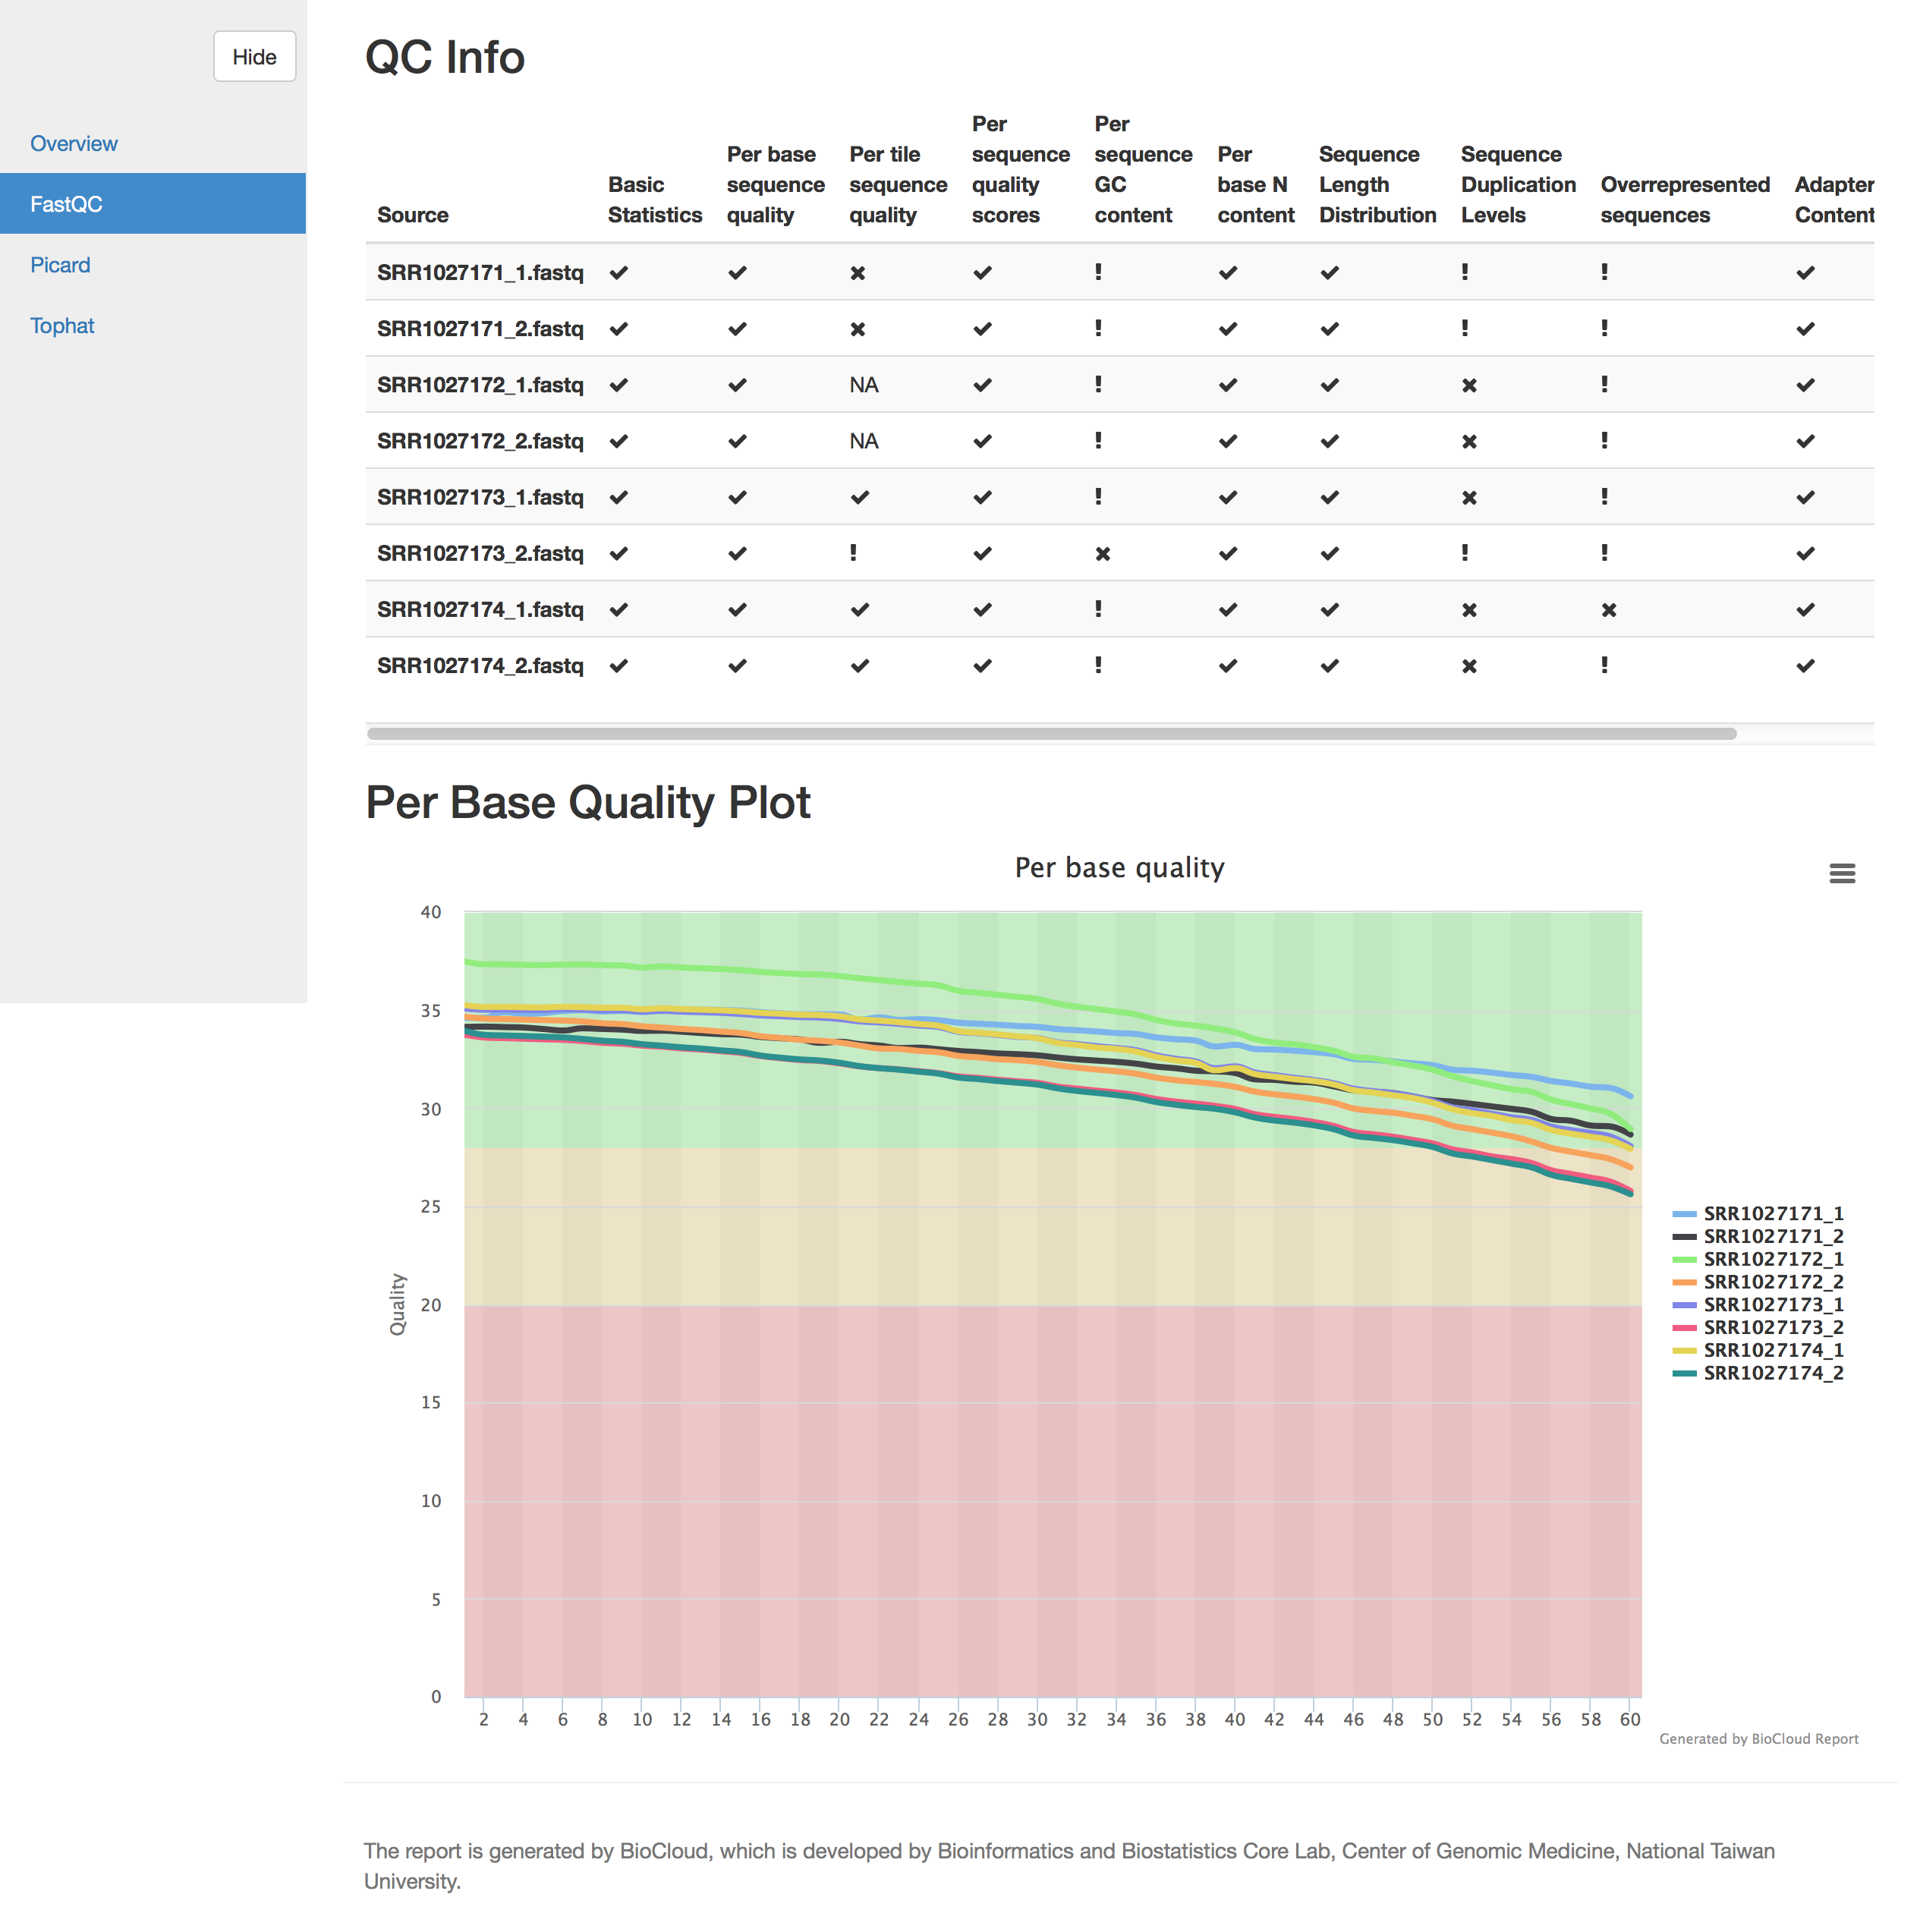 Hide
Overview
FastQC
Picard
Tophat
QC Info
Source Basic Statistics Per base sequence quality Per tile sequence quality Per sequence quality scores Per sequence GC content Per base N content Sequence Length Distribution Sequence Duplication Levels Overrepresented sequences Adapter Content
SRR1027171_1.fastq ✔ ✔ ✖ ✔ ! ✔ ✔ ! ! ✔
SRR1027171_2.fastq ✔ ✔ ✖ ✔ ! ✔ ✔ ! ! ✔
SRR1027172_1.fastq ✔ ✔ NA ✔ ! ✔ ✔ ✖ ! ✔
SRR1027172_2.fastq ✔ ✔ NA ✔ ! ✔ ✔ ✖ ! ✔
SRR1027173_1.fastq ✔ ✔ ✔ ✔ ! ✔ ✔ ✖ ! ✔
SRR1027173_2.fastq ✔ ✔ ! ✔ ✖ ✔ ✔ ! ! ✔
SRR1027174_1.fastq ✔ ✔ ✔ ✔ ! ✔ ✔ ✖ ✖ ✔
SRR1027174_2.fastq ✔ ✔ ✔ ✔ ! ✔ ✔ ✖ ! ✔
Per Base Quality Plot
Per base quality
40
35
30
25
20
15
10
5
0
Quality
2 4 6 8 10 12 14 16 18 20 22 24 26 28 30 32 34 36 38 40 42 44 46 48 50 52 54 56 58 60
SRR1027171_1
SRR1027171_2
SRR1027172_1
SRR1027172_2
SRR1027173_1
SRR1027173_2
SRR1027174_1
SRR1027174_2
Generated by BioCloud Report
The report is generated by BioCloud, which is developed by Bioinformatics and Biostatistics Core Lab, Center of Genomic Medicine, National Taiwan
University.